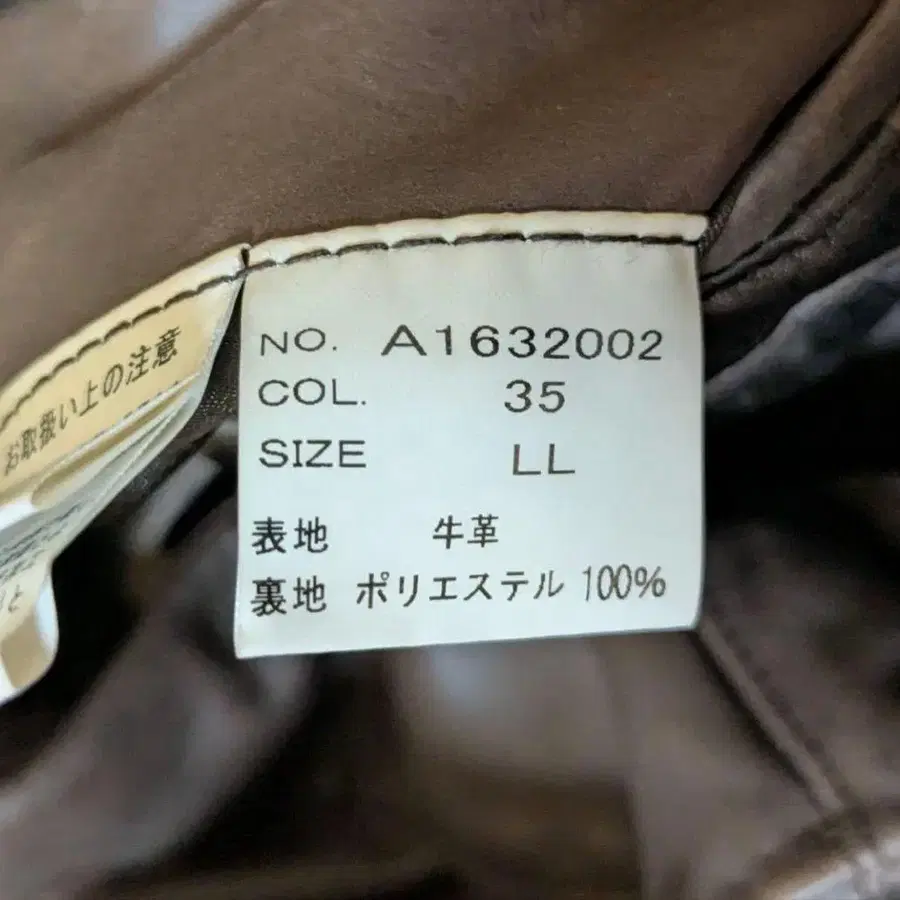 お取扱い上の注意
NO. A1632002
COL. 35
SIZE LL
表地 牛革
裏地 ポリエステル 100%